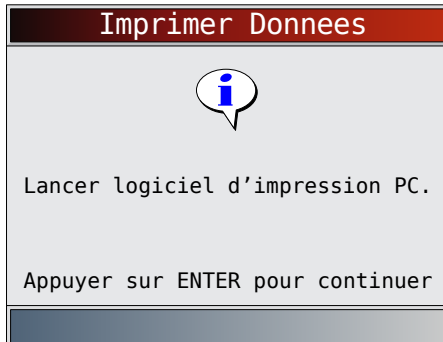 Imprimer Donnees
i
Lancer logiciel d'impression PC.
Appuyer sur ENTER pour continuer